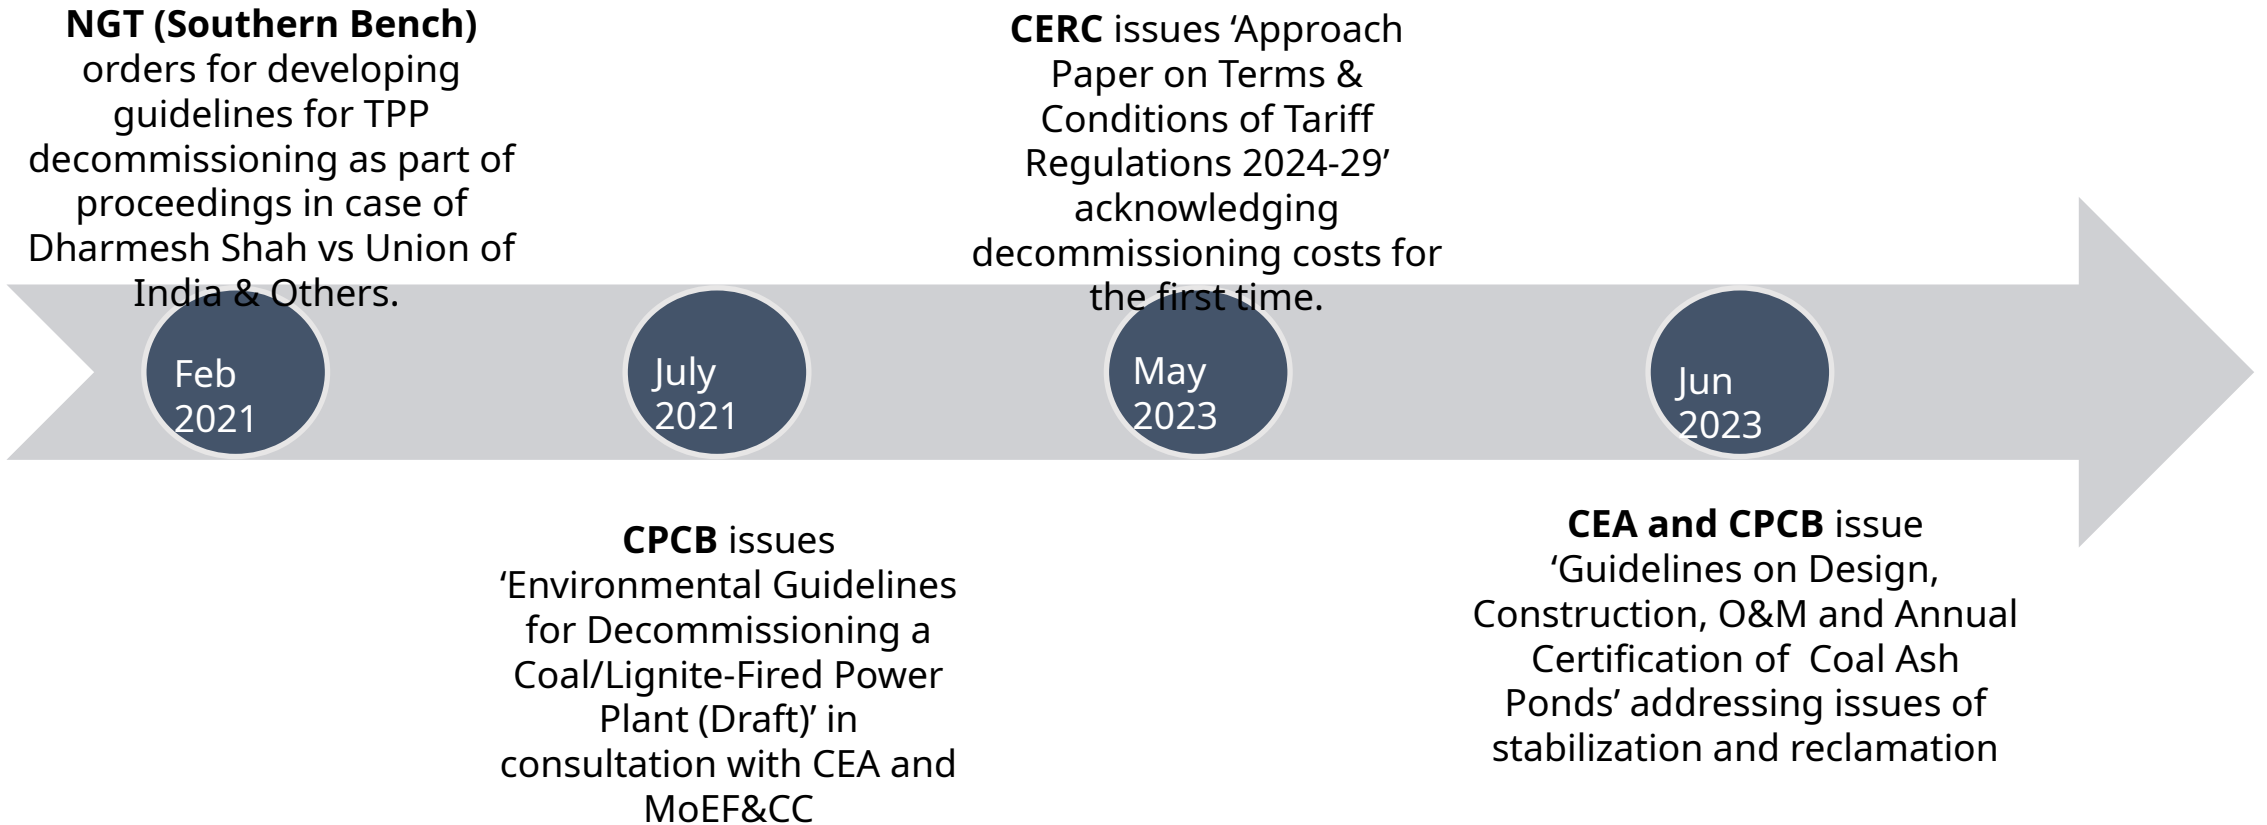 NGT (Southern Bench)
orders for developing
guidelines for TPP
decommissioning as part of
proceedings in case of
Dharmesh Shah vs Union of
India & Others.
Feb
2021
July
2021
CPCB issues
‘Environmental Guidelines
for Decommissioning a
Coal/Lignite-Fired Power
Plant (Draft)’ in
consultation with CEA and
MoEF&CC
CERC issues ‘Approach
Paper on Terms &
Conditions of Tariff
Regulations 2024-29’
acknowledging
decommissioning costs for
the first time.
May
2023
Jun
2023
CEA and CPCB issue
‘Guidelines on Design,
Construction, O&M and Annual
Certification of  Coal Ash
Ponds’ addressing issues of
stabilization and reclamation